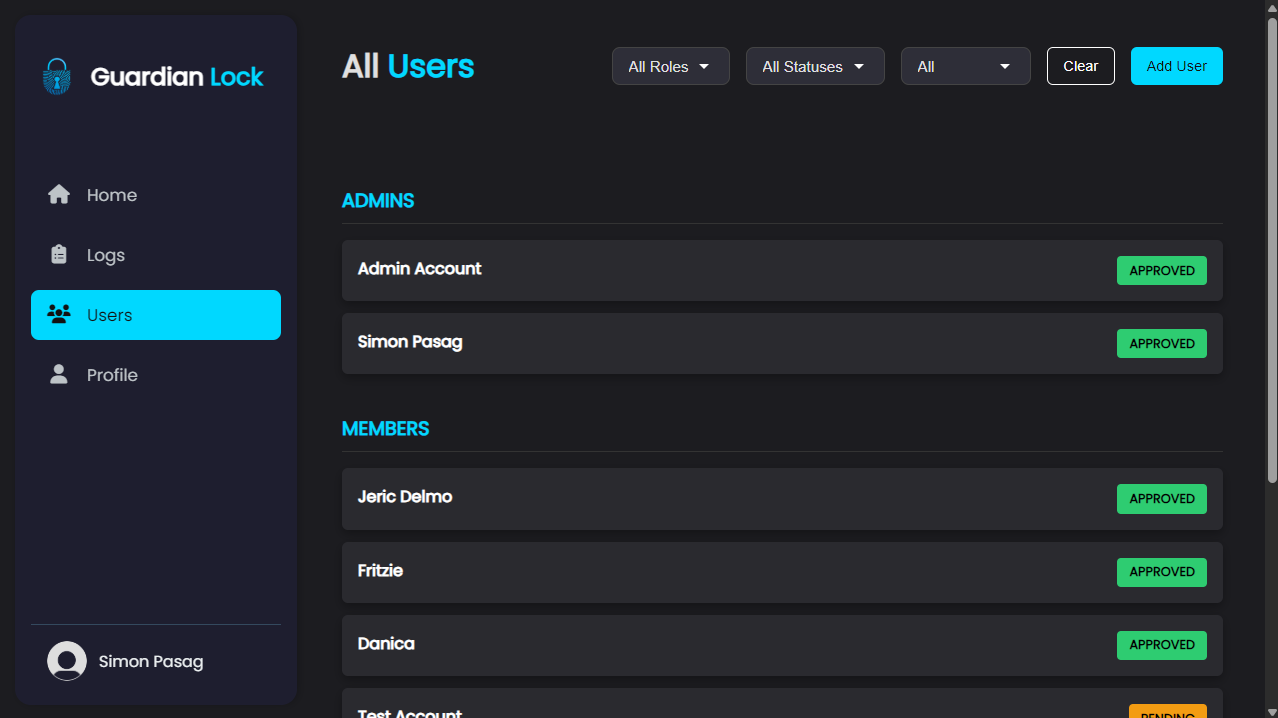 Guardian Lock
Home
Logs
Users
Profile
Simon Pasag
All Users
All Roles
All Statuses
All
Clear
Add User
ADMINS
Admin Account
APPROVED
Simon Pasag
APPROVED
MEMBERS
Jeric Delmo
APPROVED
Fritzie
APPROVED
Danica
APPROVED
Test Account
PENDING